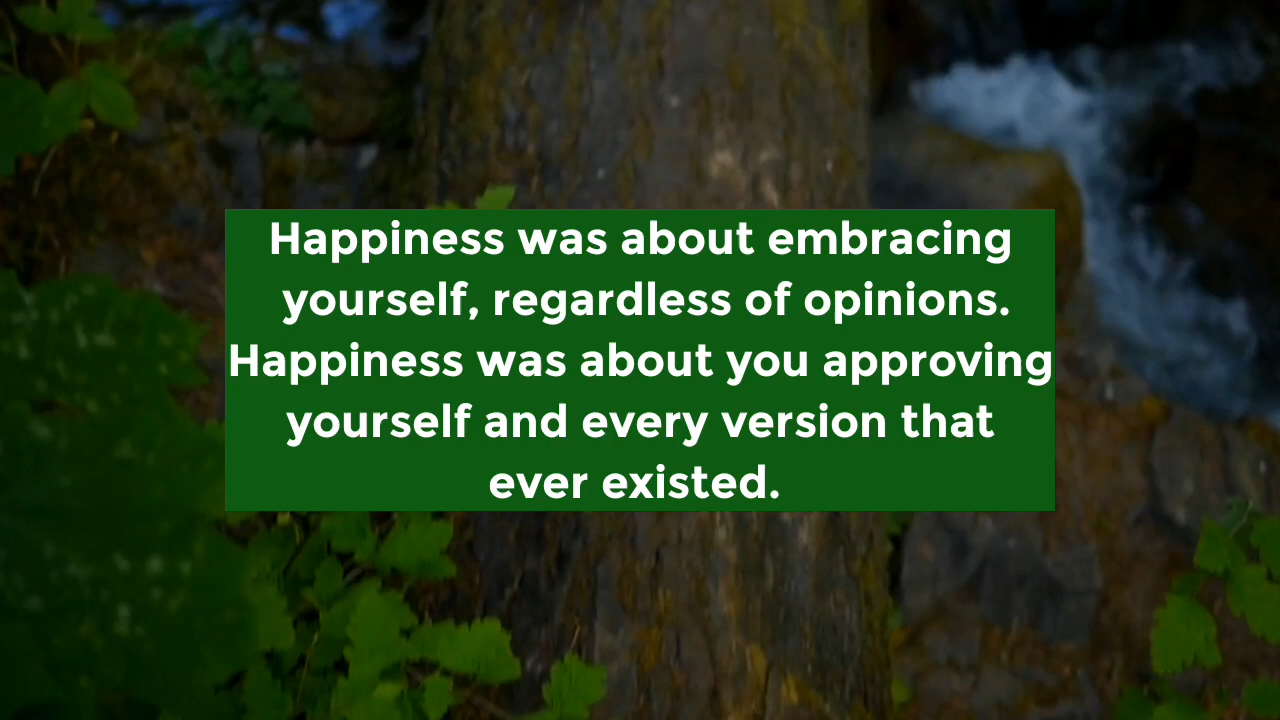 Happiness was about embracing
yourself, regardless of opinions.
Happiness was about you approving
yourself and every version that
ever existed.